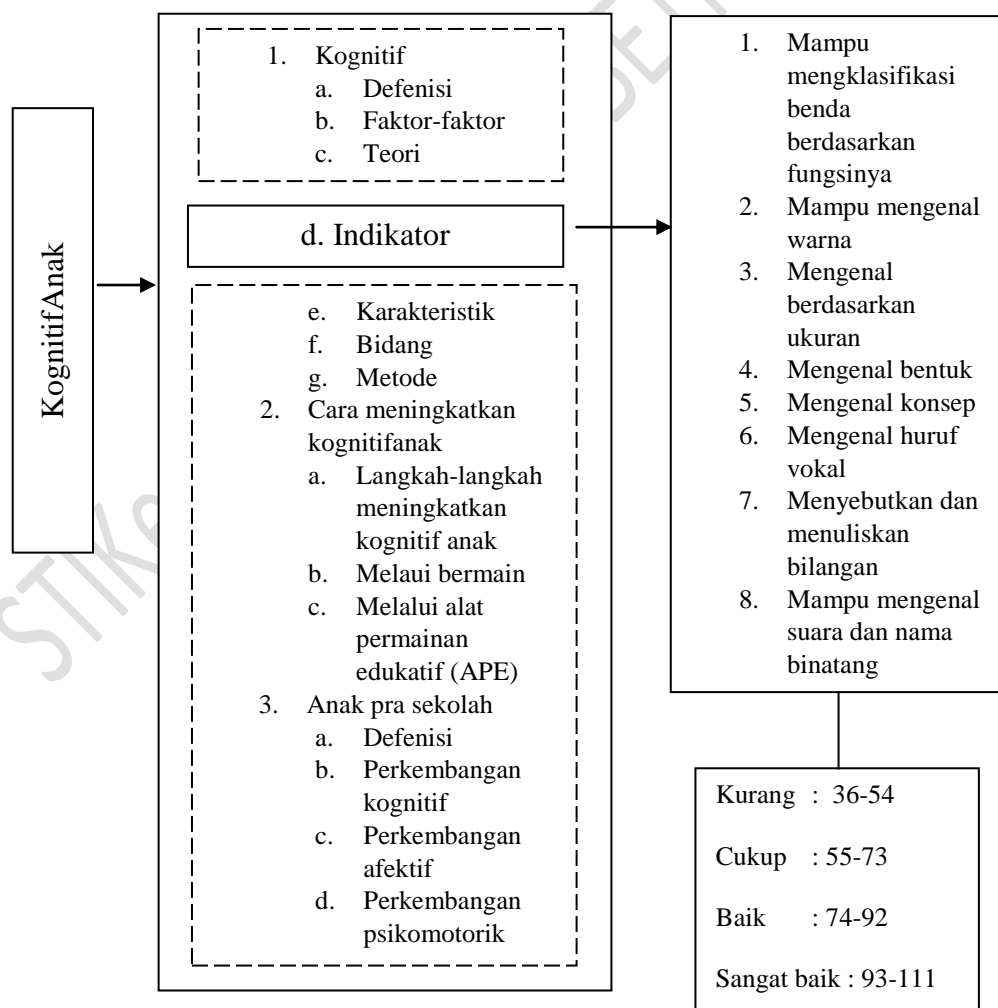 KognitifAnak
1. Kognitif
a. Defenisi
b. Faktor-faktor
c. Teori
d. Indikator
e. Karakteristik
f. Bidang
g. Metode
2. Cara meningkatkan
kognitifanak
a. Langkah-langkah
meningkatkan
kognitif anak
b. Melaui bermain
c. Melalui alat
permainan
edukatif (APE)
3. Anak pra sekolah
a. Defenisi
b. Perkembangan
kognitif
c. Perkembangan
afektif
d. Perkembangan
psikomotorik
1. Mampu
mengklasifikasi
benda
berdasarkan
fungsinya
2. Mampu mengenal
warna
3. Mengenal
berdasarkan
ukuran
4. Mengenal bentuk
5. Mengenal konsep
6. Mengenal huruf
vokal
7. Menyebutkan dan
menuliskan
bilangan
8. Mampu mengenal
suara dan nama
binatang
Kurang : 36-54
Cukup : 55-73
Baik : 74-92
Sangat baik : 93-111